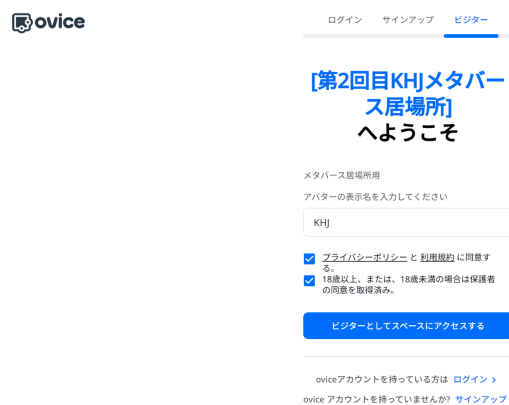 ovice
ログイン サインアップ ビジター
[第2回目KHJメタバー
ス居場所]
へようこそ
メタバース居場所用
アバターの表示名を入力してください
KHJ
プライバシーポリシー と 利用規約 に同意す
る。
18歳以上、または、18歳未満の場合は保護者
の同意を取得済み。
ビジターとしてスペースにアクセスする
oviceアカウントを持っている方は ログイン
ovice アカウントを持っていませんか? サインアップ